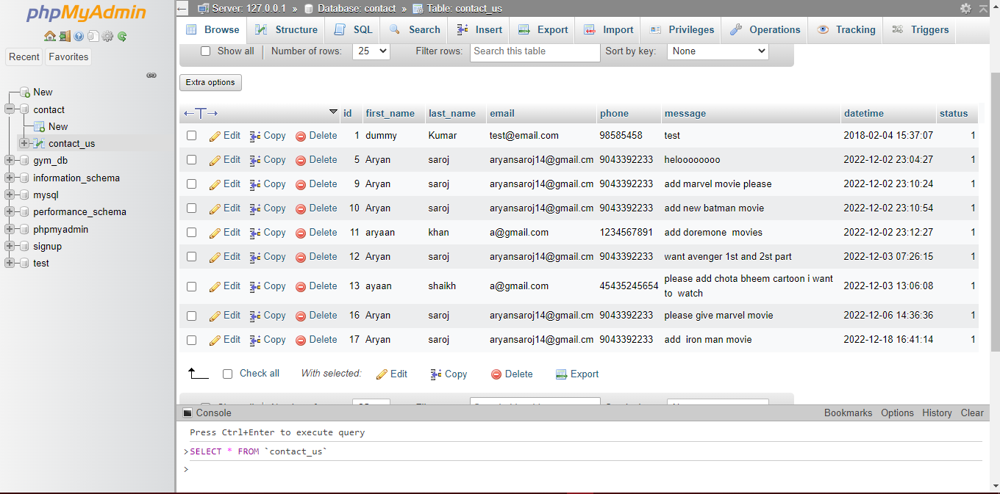 phpMyAdmin
Recent Favorites
New
contact
New
contact_us
gym_db
information_schema
mysql
performance_schema
phpmyadmin
signup
test
Server: 127.0.0.1 » Database: contact » Table: contact_us
Browse Structure SQL Search Insert Export Import Privileges Operations Tracking Triggers
Show all Number of rows: 25 Filter rows: Search this table Sort by key: None
Extra options
id first_name last_name email phone message datetime status
Edit Copy Delete 1 dummy Kumar test@email.com 98585458 test 2018-02-04 15:37:07 1
Edit Copy Delete 5 Aryan saroj aryansaroj14@gmail.cm 9043392233 heloooooooo 2022-12-02 23:04:27 1
Edit Copy Delete 9 Aryan saroj aryansaroj14@gmail.cm 9043392233 add marvel movie please 2022-12-02 23:10:24 1
Edit Copy Delete 10 Aryan saroj aryansaroj14@gmail.cm 9043392233 add new batman movie 2022-12-02 23:10:54 1
Edit Copy Delete 11 aryaan khan a@gmail.com 1234567891 add doremone  movies 2022-12-02 23:12:27 1
Edit Copy Delete 12 Aryan saroj aryansaroj14@gmail.cm 9043392233 want avenger 1st and 2st part 2022-12-03 07:26:15 1
Edit Copy Delete 13 ayaan shaikh a@gmail.com 45435245654 please add chota bheem cartoon i want 2022-12-03 13:06:08 1
to  watch
Edit Copy Delete 16 Aryan saroj aryansaroj14@gmail.cm 9043392233 please give marvel movie 2022-12-06 14:36:36 1
Edit Copy Delete 17 Aryan saroj aryansaroj14@gmail.cm 9043392233 add  iron man movie 2022-12-18 16:41:14 1
Check all With selected: Edit Copy Delete Export
Console Bookmarks Options History Clear
Press Ctrl+Enter to execute query
>SELECT * FROM `contact_us`
>